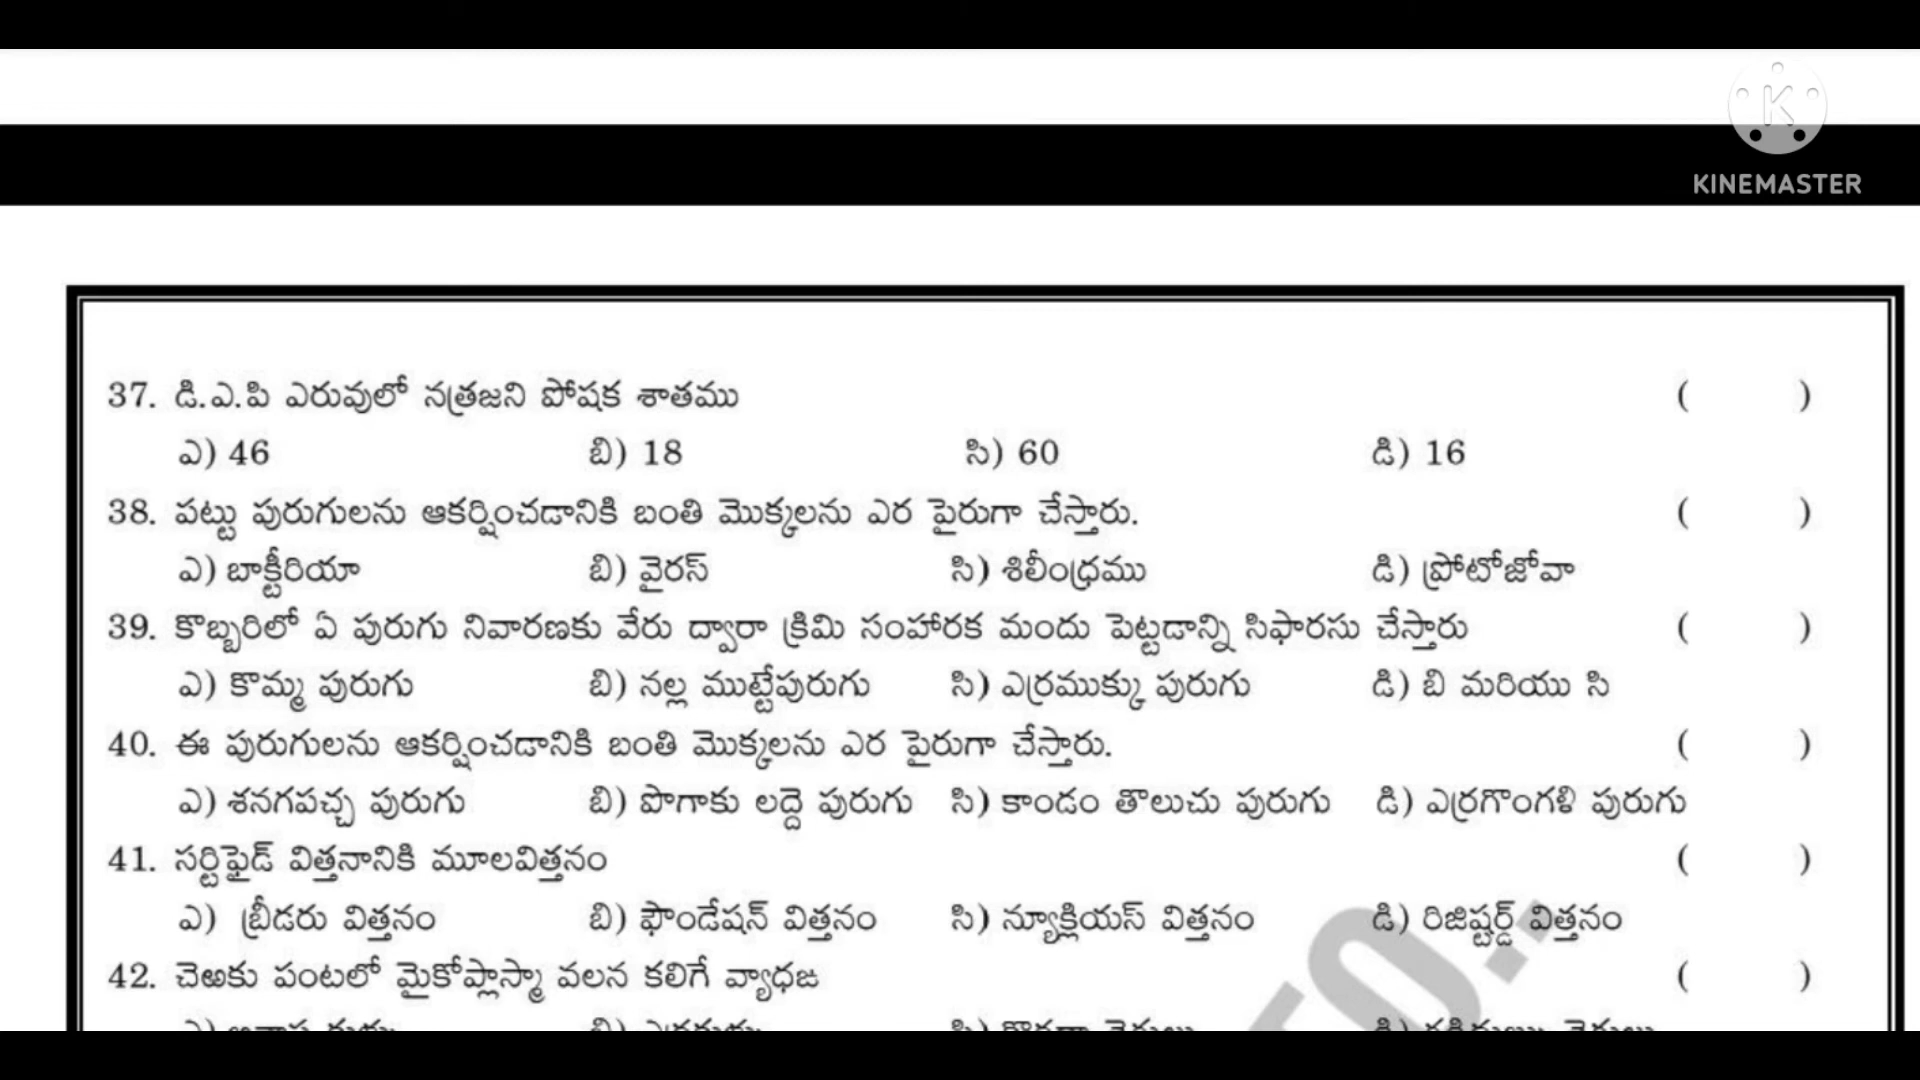 KINEMASTER
37. డి.ఎ.పి ఎరువులో నత్రజని పోషక శాతము ( )
ఎ) 46 బి) 18 సి) 60 డి) 16
38. పట్టు పురుగులను ఆకర్షించడానికి బంతి మొక్కలను ఎర పైరుగా చేస్తారు. ( )
ఎ) బాక్టీరియా బి) వైరస్ సి) శిలీంధ్రము డి) ప్రోటోజోవా
39. కొబ్బరిలో ఏ పురుగు నివారణకు వేరు ద్వారా క్రిమి సంహారక మందు పెట్టడాన్ని సిఫారసు చేస్తారు ( )
ఎ) కొమ్మ పురుగు బి) నల్ల ముట్టేపురుగు సి) ఎర్రముక్కు పురుగు డి) బి మరియు సి
40. ఈ పురుగులను ఆకర్షించడానికి బంతి మొక్కలను ఎర పైరుగా చేస్తారు. ( )
ఎ) శనగపచ్చ పురుగు బి) పొగాకు లద్దె పురుగు సి) కాండం తొలుచు పురుగు డి) ఎర్రగొంగళి పురుగు
41. సర్టిఫైడ్ విత్తనానికి మూలవిత్తనం ( )
ఎ) బ్రీడరు విత్తనం బి) ఫౌండేషన్ విత్తనం సి) న్యూక్లియస్ విత్తనం డి) రిజిష్టర్డ్ విత్తనం
42. చెఱకు పంటలో మైకోప్లాస్మా వలన కలిగే ( )